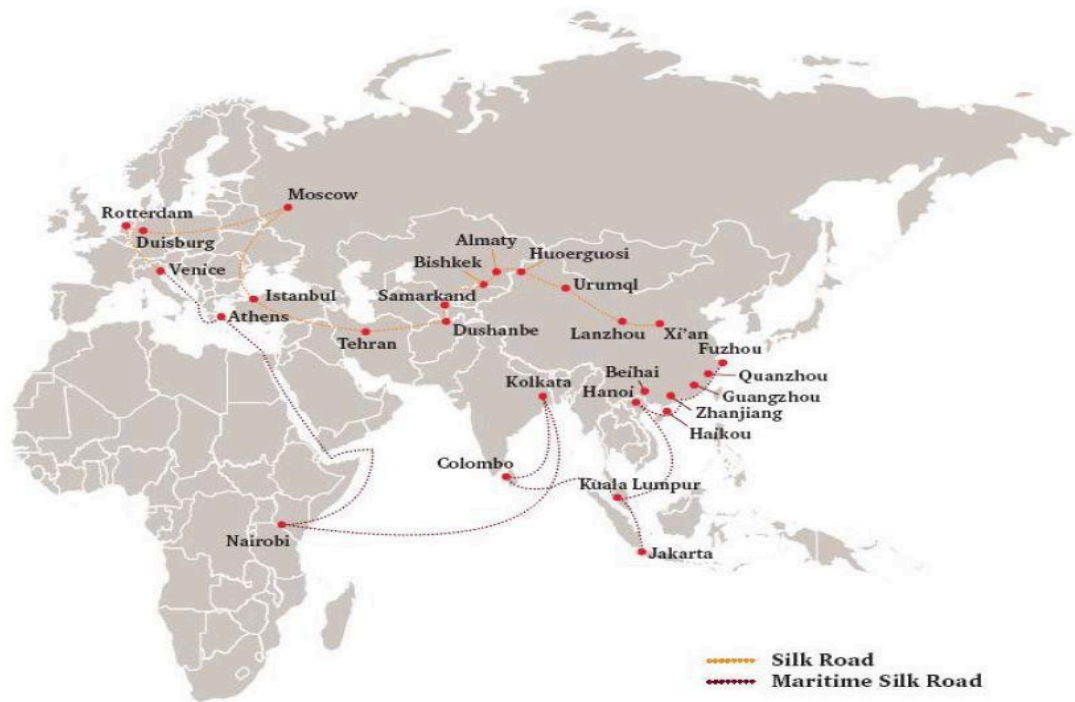 Moscow
Rotterdam
Duisburg
Almaty
Huoerguosi
Bishkek
Venice
Urumql
Istanbul
Samarkand
Athens
Dushanbe
Lanzhou
Xi'an
Tehran
Fuzhou
Beihai
Quanzhou
Kolkata
Hanoi
Guangzhou
Zhanjiang
Haikou
Colombo
Kuala Lumpur
Nairobi
Jakarta
Silk Road
Maritime Silk Road